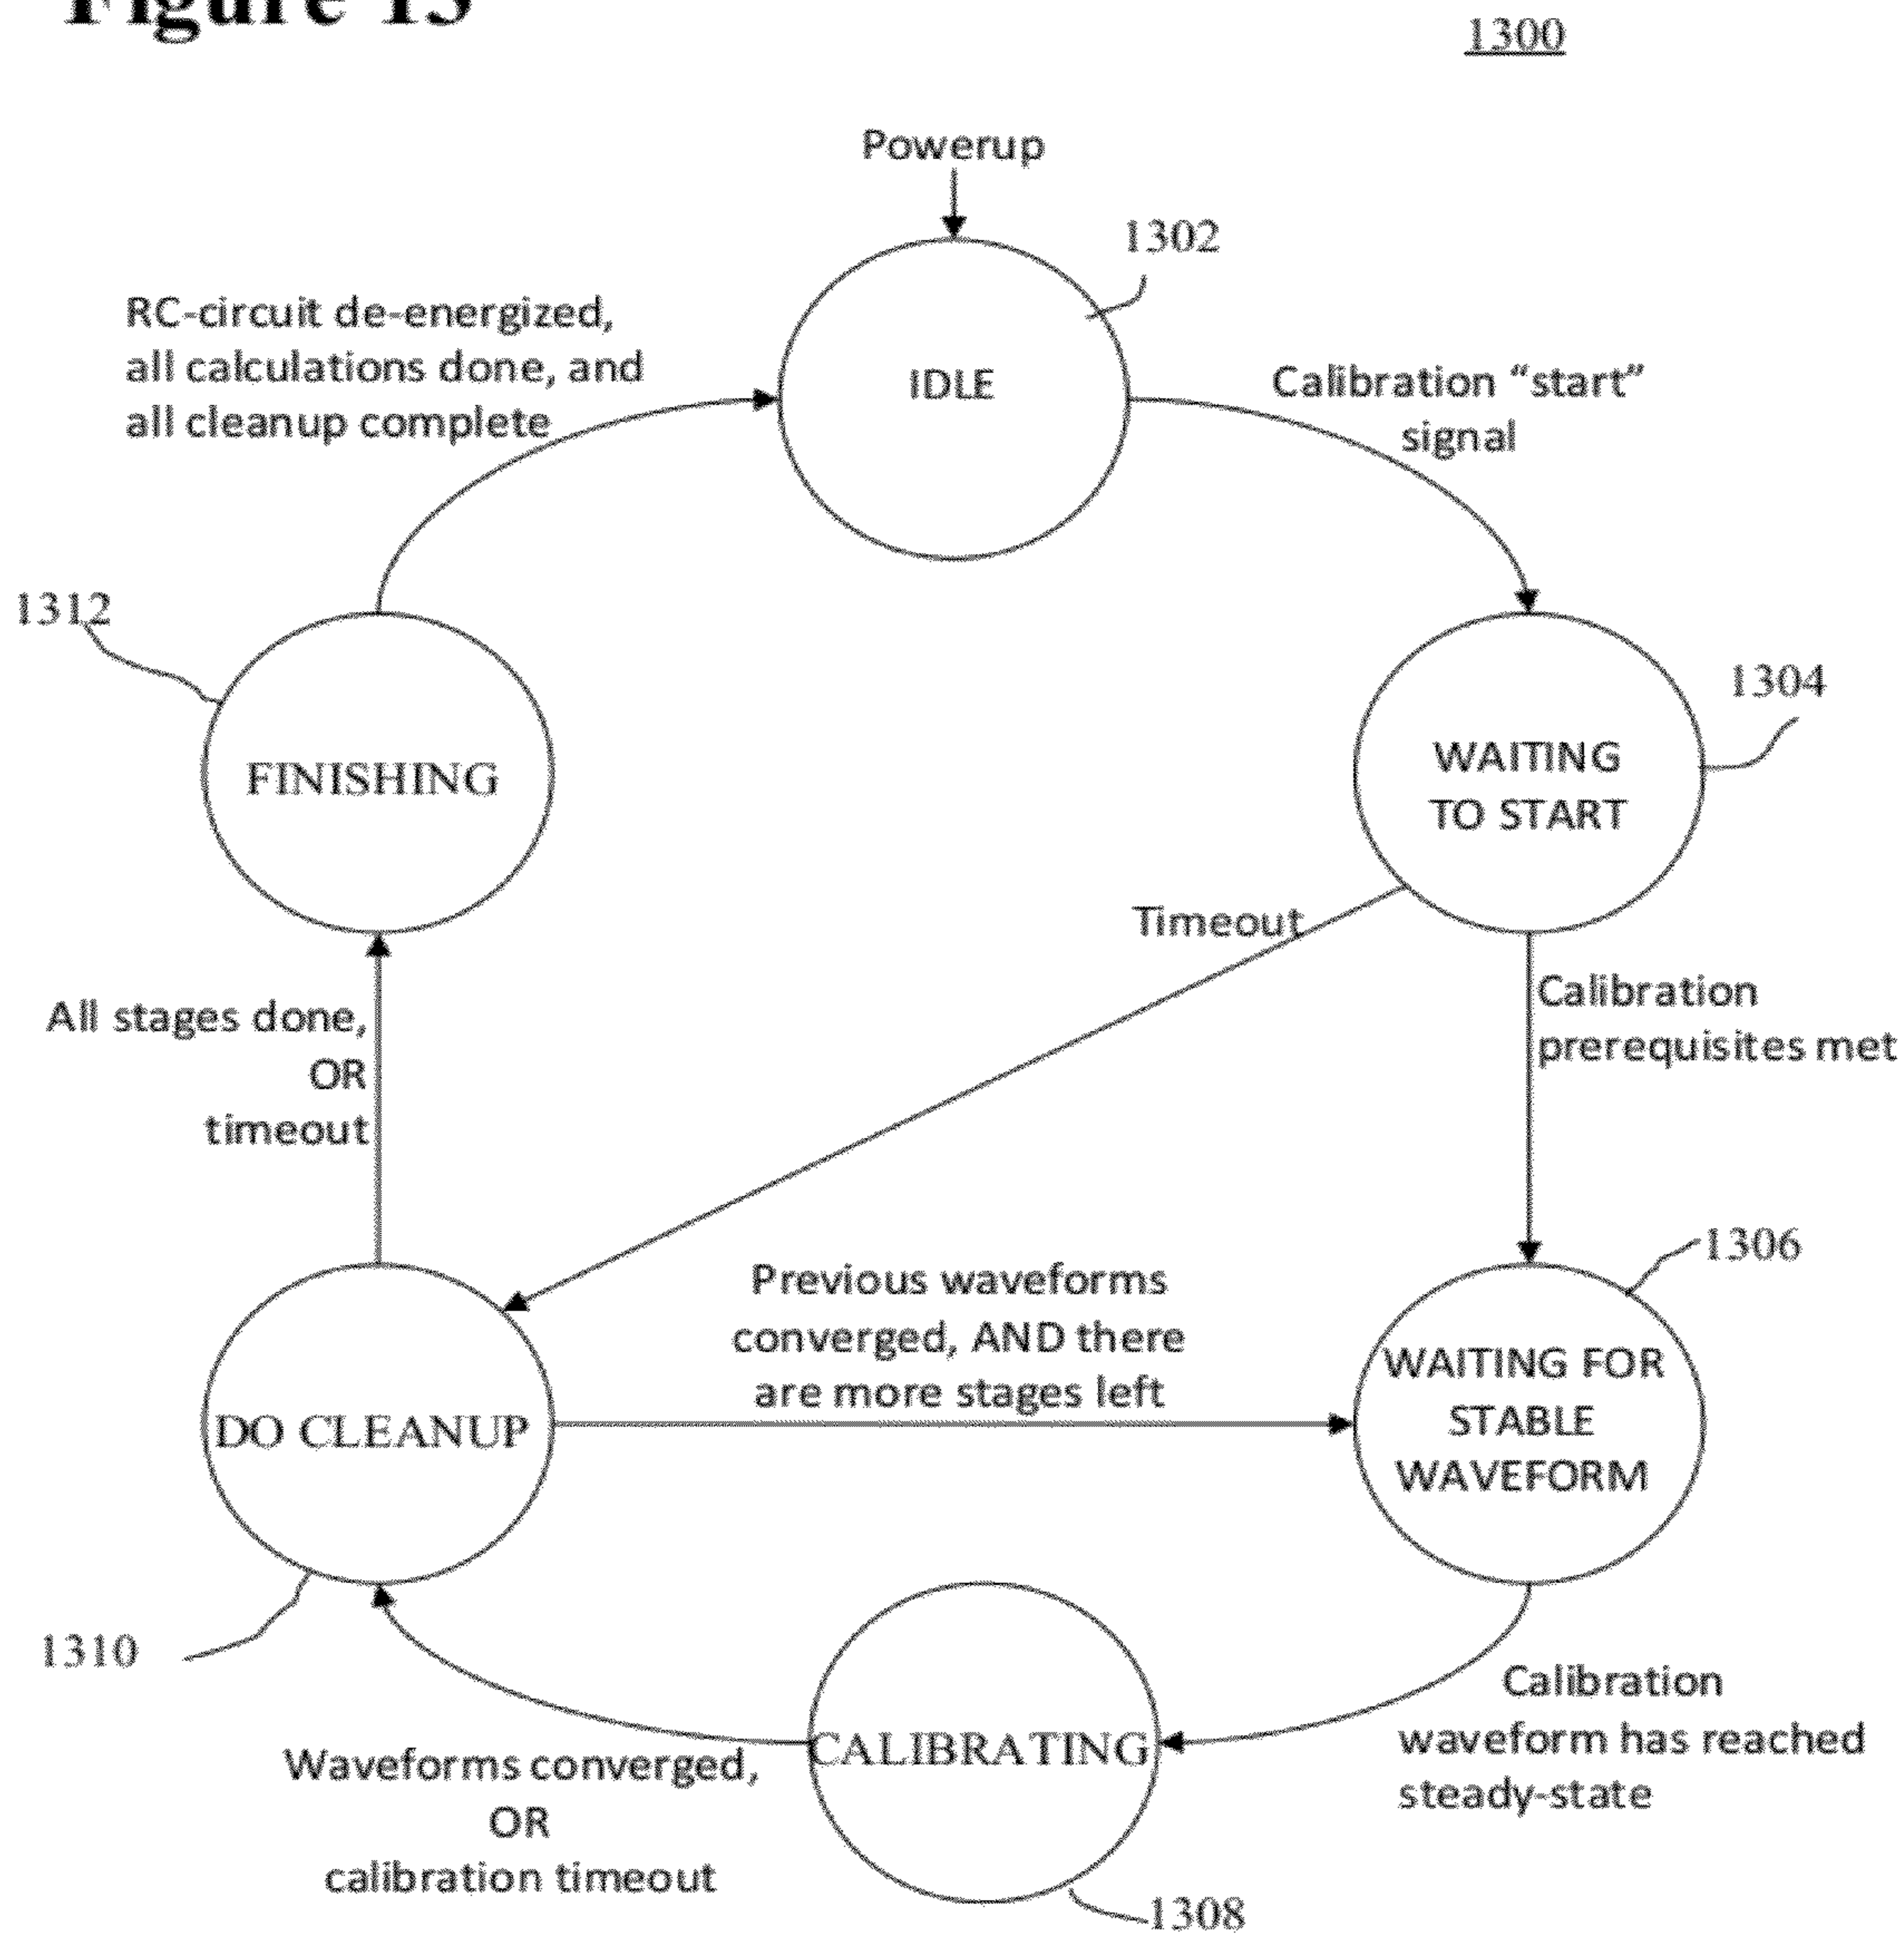 Figure 13
1300
Powerup
1302
RC-circuit de-energized,
all calculations done, and
all cleanup complete
IDLE
Calibration “start”
signal
1312
FINISHING
1304
WAITING
TO START
Timeout
Calibration
prerequisites met
All stages done,
OR
timeout
1306
Previous waveforms
converged, AND there
are more stages left
DO CLEANUP
WAITING FOR
STABLE
WAVEFORM
1310
CALIBRATING
Calibration
waveform has reached
steady-state
Waveforms converged,
OR
calibration timeout
1308